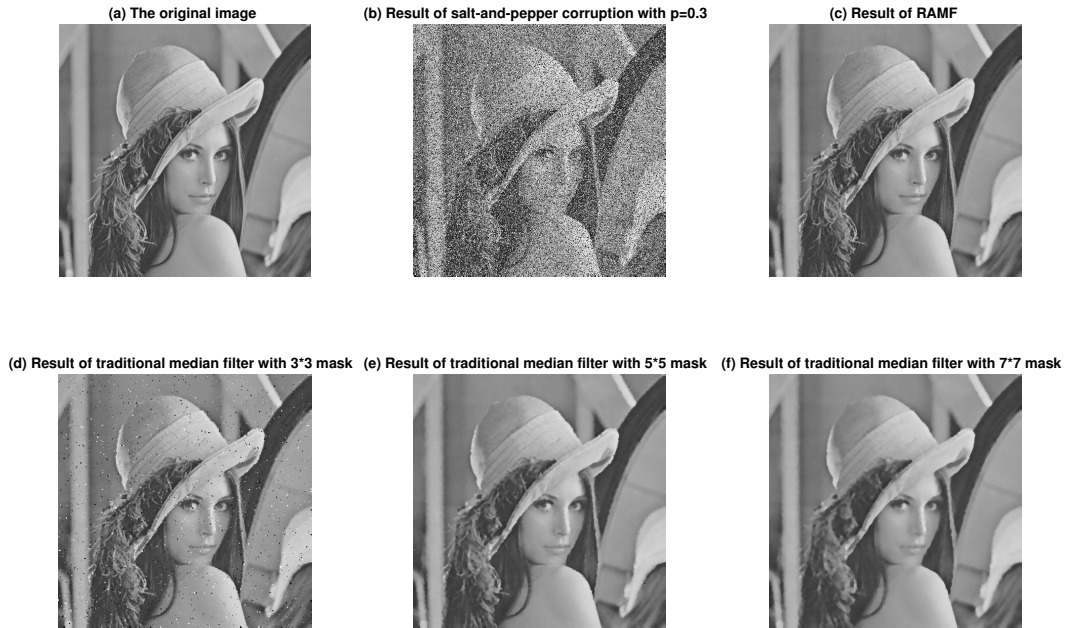 (a) The original image
(b) Result of salt-and-pepper corruption with p=0.3
(c) Result of RAMF
(d) Result of traditional median filter with 3*3 mask
(e) Result of traditional median filter with 5*5 mask
(f) Result of traditional median filter with 7*7 mask